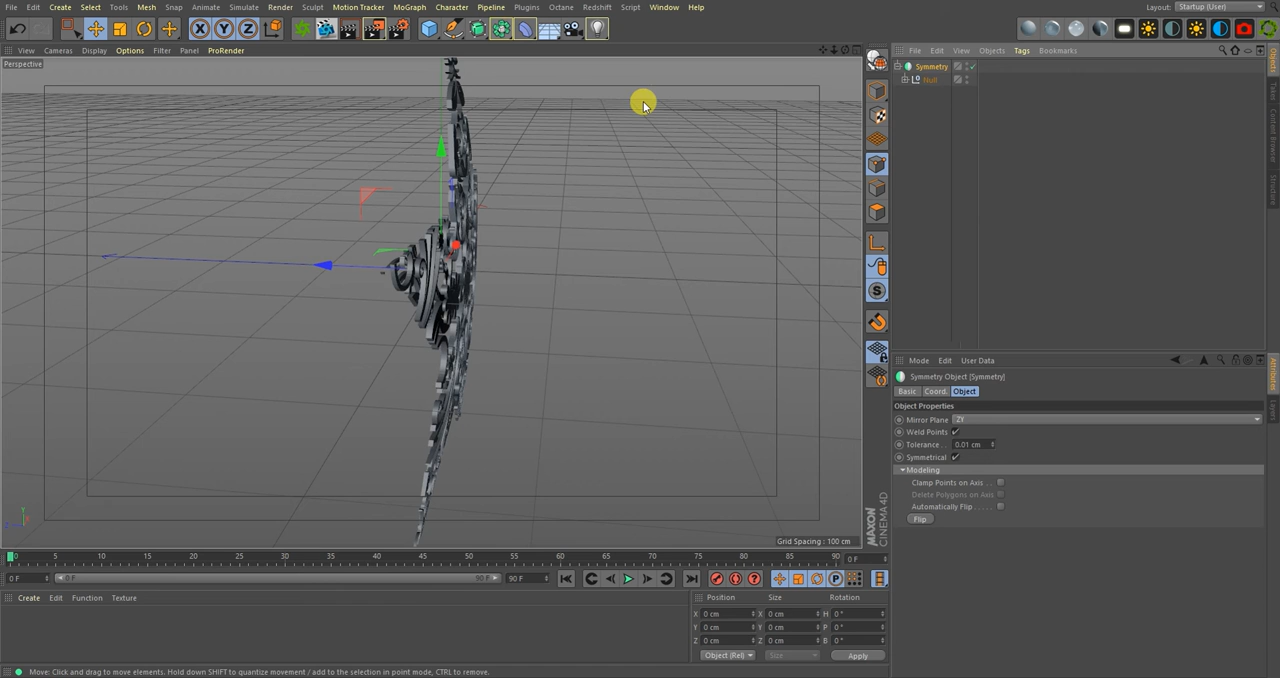 File Edit Create Select Tools Mesh Snap Animate Simulate Render Sculpt Motion Tracker MoGraph Character Pipeline Plugins Octane Redshift Script Window Help Layout: Startup (User)
X Y Z
View Cameras Display Options Filter Panel ProRender
File Edit View Objects Tags Bookmarks
Perspective
Symmetry
Null
Objects
Takes
Content Browser
Structure
S
Mode Edit User Data
Symmetry Object [Symmetry]
Basic Coord. Object
Object Properties
Mirror Plane ZY
Weld Points
Tolerance . . 0.01 cm
Symmetrical
Modeling
Clamp Points on Axis . .
Delete Polygons on Axis
Automatically Flip . . . . .
Flip
Attributes
Layers
MAXON CINEMA 4D
Grid Spacing : 100 cm
0 5 10 15 20 25 30 35 40 45 50 55 60 65 70 75 80 85 90 0 F
0 F 0 F 90 F 90 F
Create Edit Function Texture
Position Size Rotation
X 0 cm X 0 cm H 0 °
Y 0 cm Y 0 cm P 0 °
Z 0 cm Z 0 cm B 0 °
Object (Rel) Size Apply
Move: Click and drag to move elements. Hold down SHIFT to quantize movement / add to the selection in point mode, CTRL to remove.